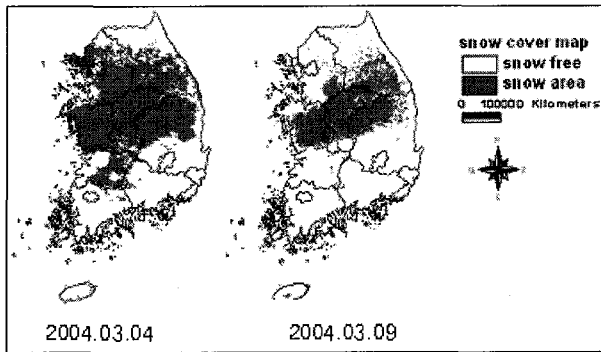 snow cover map
snow free
snow area
0 100000 Kilometers
N
W E
S
2004.03.04
2004.03.09